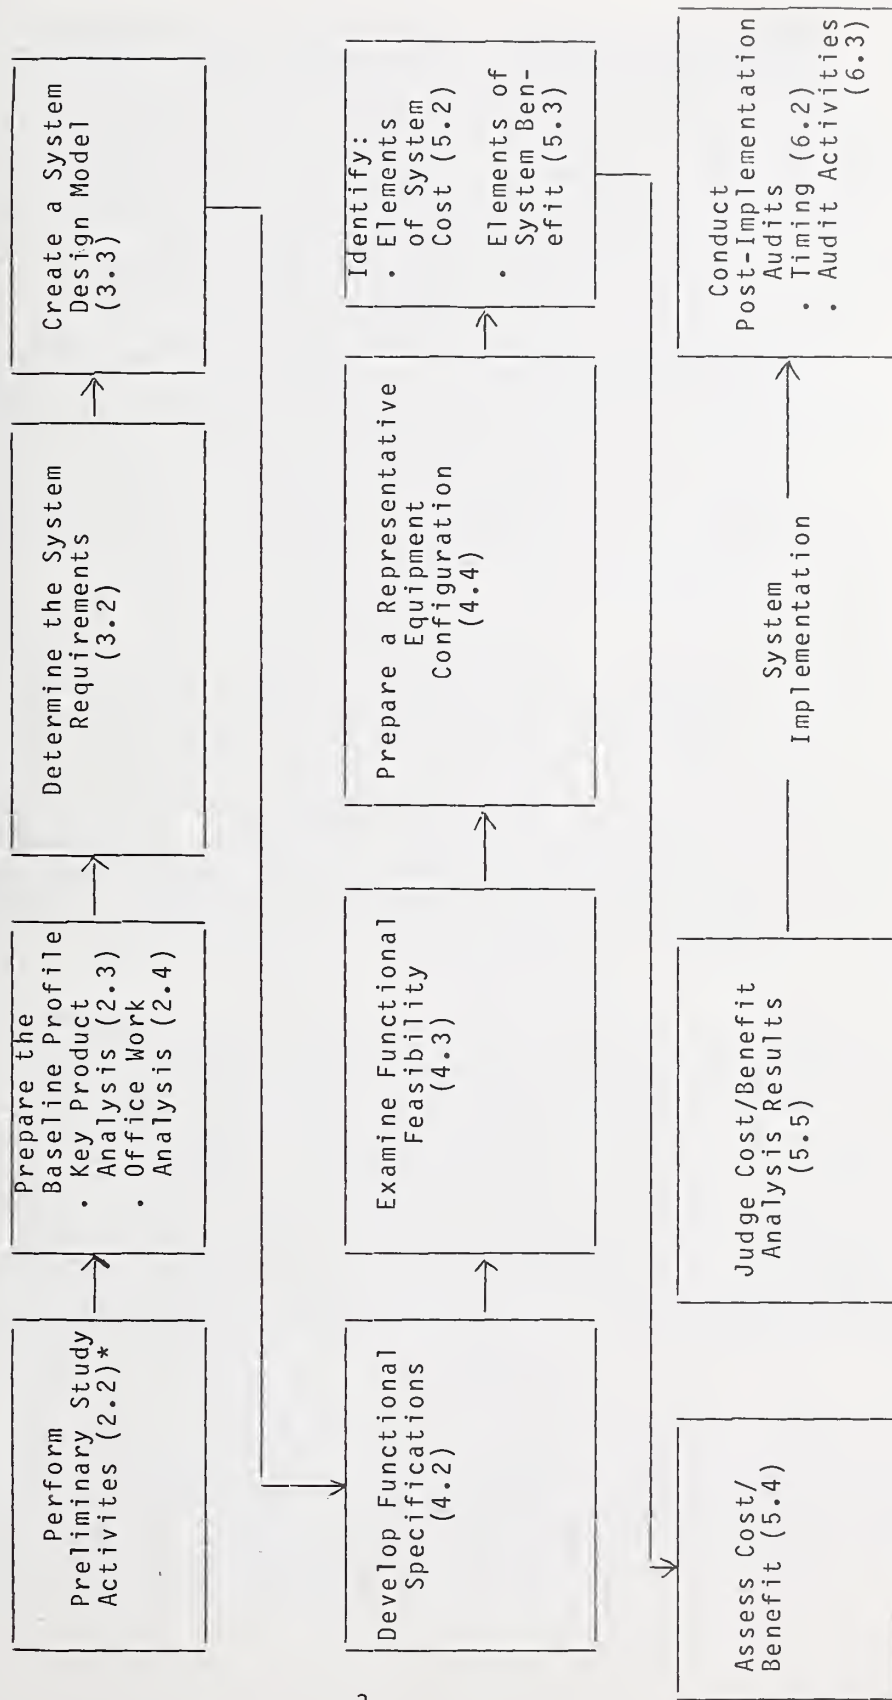 Perform
Preliminary Study
Activites (2.2)*
Prepare the
Baseline Profile
· Key Product
Analysis (2.3)
· Office Work
Analysis (2.4)
Determine the System
Requirements
(3.2)
Create a System
Design Model
(3.3)
Develop Functional
Specifications
(4.2)
Examine Functional
Feasibility
(4.3)
Prepare a Representative
Equipment
Configuration
(4.4)
Identify:
· Elements
of System
Cost (5.2)
· Elements of
System Ben-
efit (5.3)
Assess Cost/
Benefit (5.4)
Judge Cost/Benefit
Analysis Results
(5.5)
System
Implementation
Conduct
Post-Implementation
Audits
· Timing (6.2)
· Audit Activities
(6.3)